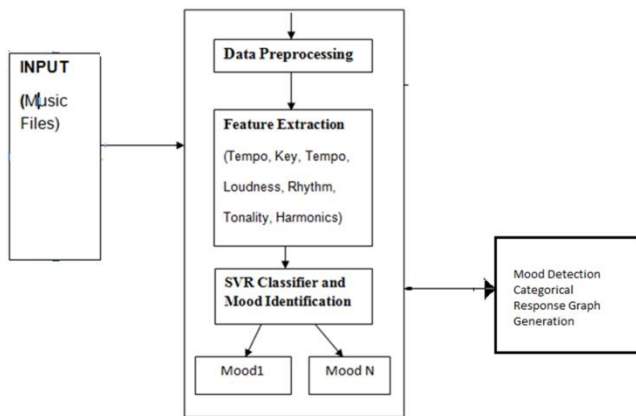 INPUT
(Music
Files)
Data Preprocessing
Feature Extraction
(Tempo, Key, Tempo,
Loudness, Rhythm,
Tonality, Harmonics)
SVR Classifier and
Mood Identification
Mood1
Mood N
Mood Detection
Categorical
Response Graph
Generation